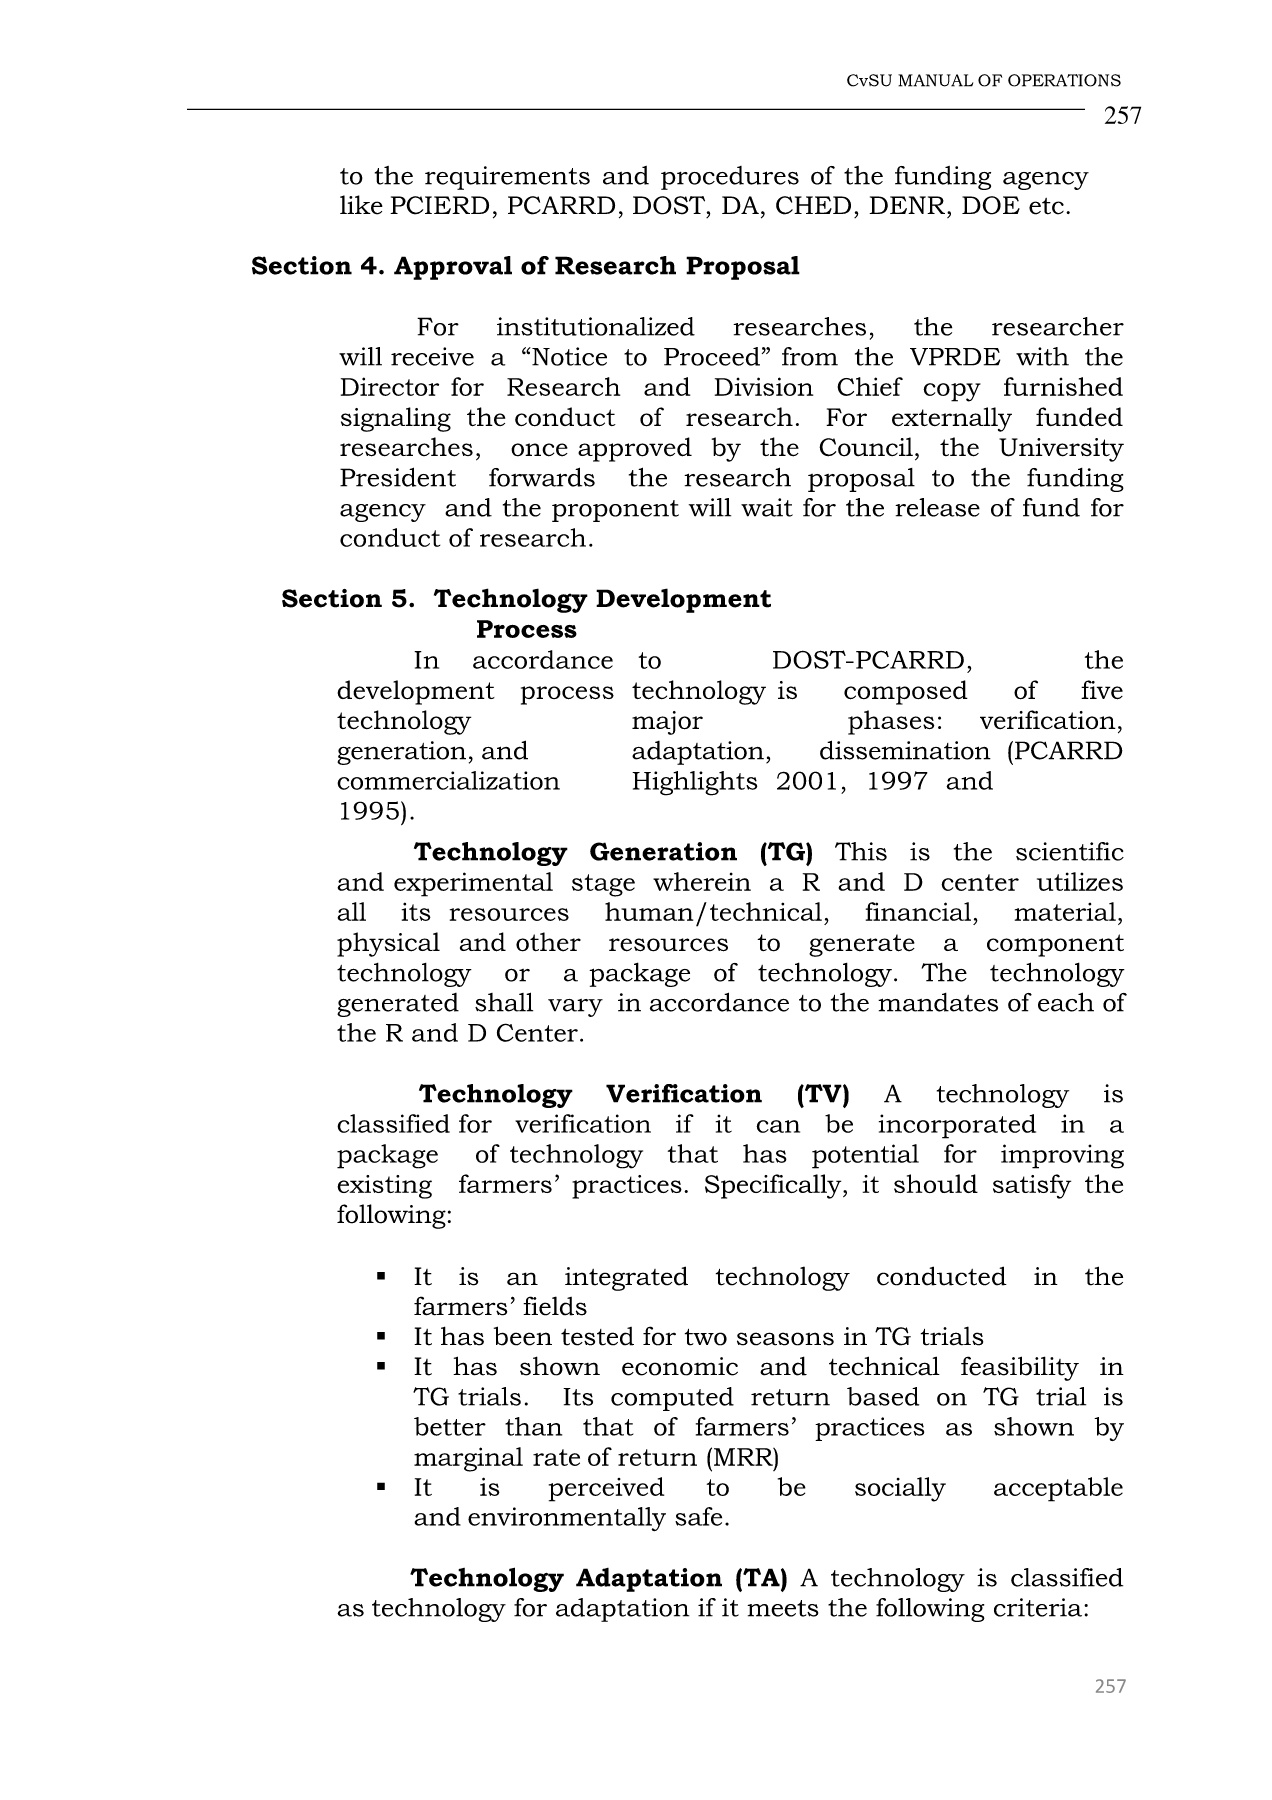 CvSU MANUAL OF OPERATIONS
257
to the requirements and procedures of the funding agency
like PCIERD, PCARRD, DOST, DA, CHED, DENR, DOE etc.
Section 4. Approval of Research Proposal
For institutionalized researches, the researcher
will receive a “Notice to Proceed” from the VPRDE with the
Director for Research and Division Chief copy furnished
signaling the conduct of research. For externally funded
researches, once approved by the Council, the University
President forwards the research proposal to the funding
agency and the proponent will wait for the release of fund for
conduct of research.
Section 5. Technology Development
Process
In accordance to DOST-PCARRD, the
development process technology is composed of five
technology major phases: verification,
generation, and adaptation, dissemination (PCARRD
commercialization Highlights 2001, 1997 and
1995).
Technology Generation (TG) This is the scientific
and experimental stage wherein a R and D center utilizes
all its resources human/technical, financial, material,
physical and other resources to generate a component
technology or a package of technology. The technology
generated shall vary in accordance to the mandates of each of
the R and D Center.
Technology Verification (TV) A technology is
classified for verification if it can be incorporated in a
package of technology that has potential for improving
existing farmers’ practices. Specifically, it should satisfy the
following:
▪ It is an integrated technology conducted in the
farmers’ fields
▪ It has been tested for two seasons in TG trials
▪ It has shown economic and technical feasibility in
TG trials. Its computed return based on TG trial is
better than that of farmers’ practices as shown by
marginal rate of return (MRR)
▪ It is perceived to be socially acceptable
and environmentally safe.
Technology Adaptation (TA) A technology is classified
as technology for adaptation if it meets the following criteria:
257